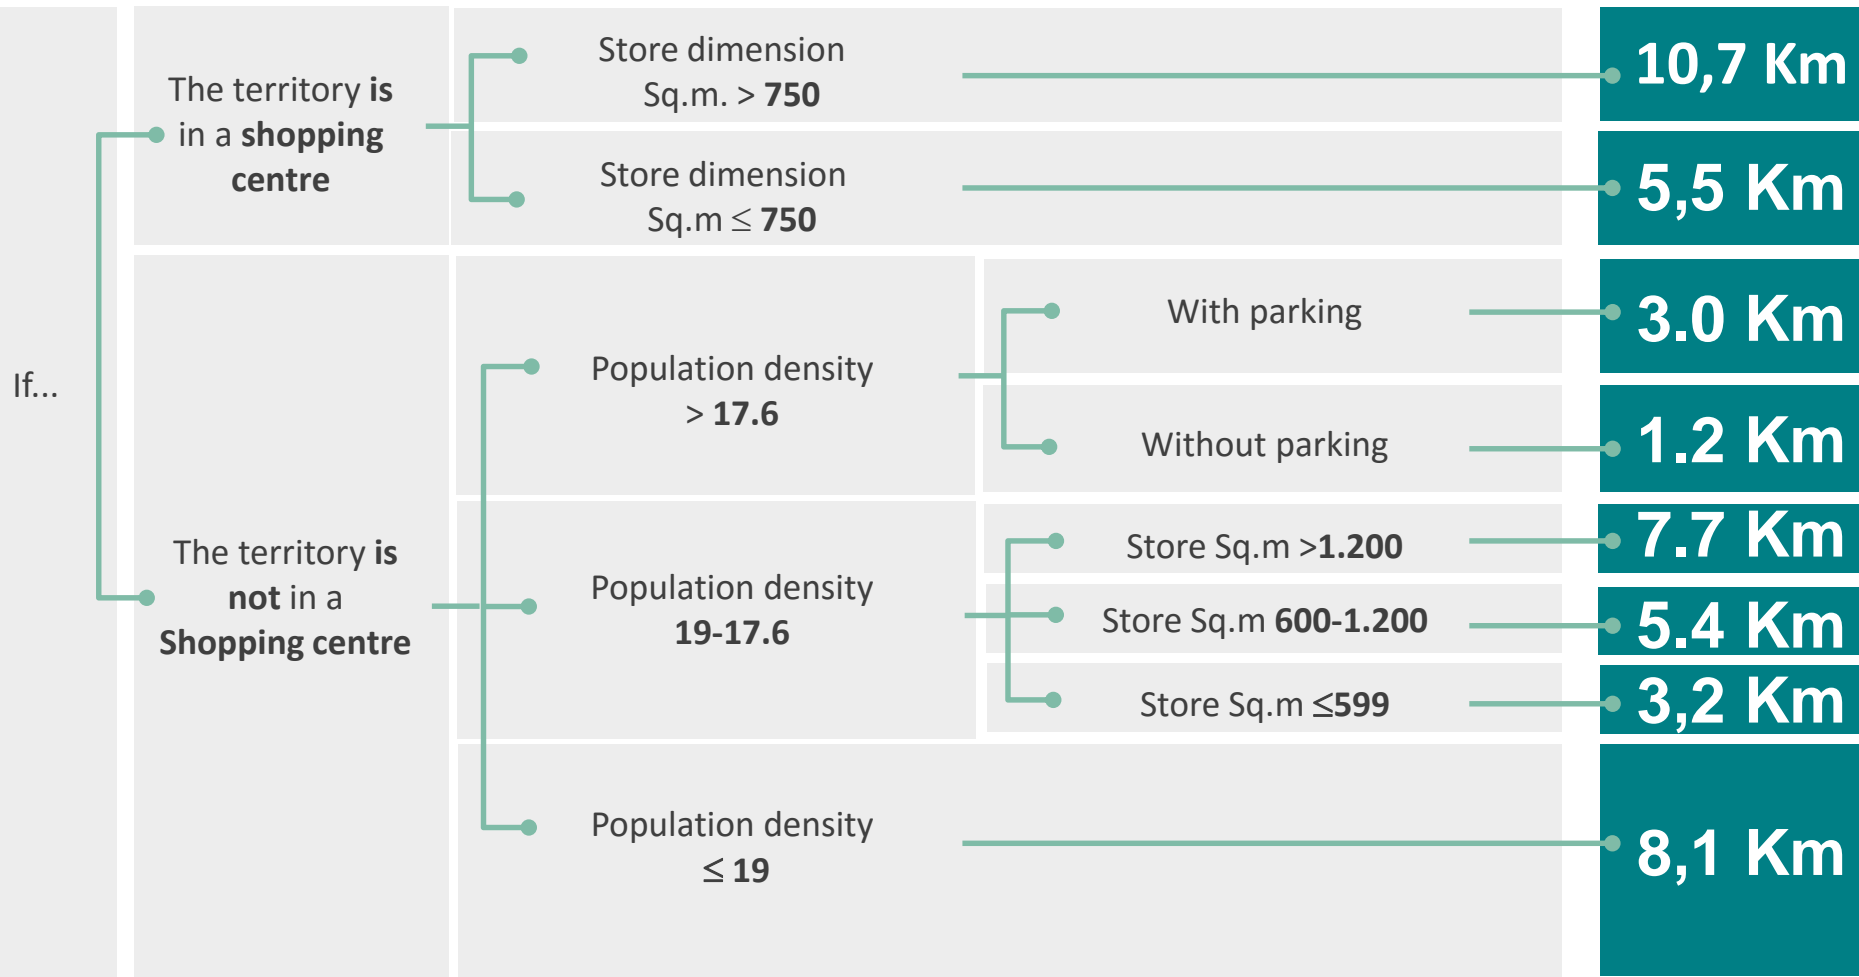 If...
The territory is
in a shopping
centre
Store dimension
Sq.m. > 750
10,7 Km
Store dimension
Sq.m ≤ 750
5,5 Km
The territory is
not in a
Shopping centre
Population density
> 17.6
With parking
3.0 Km
Without parking
1.2 Km
Population density
19-17.6
Store Sq.m >1.200
7.7 Km
Store Sq.m 600-1.200
5.4 Km
Store Sq.m ≤599
3,2 Km
Population density
≤ 19
8,1 Km